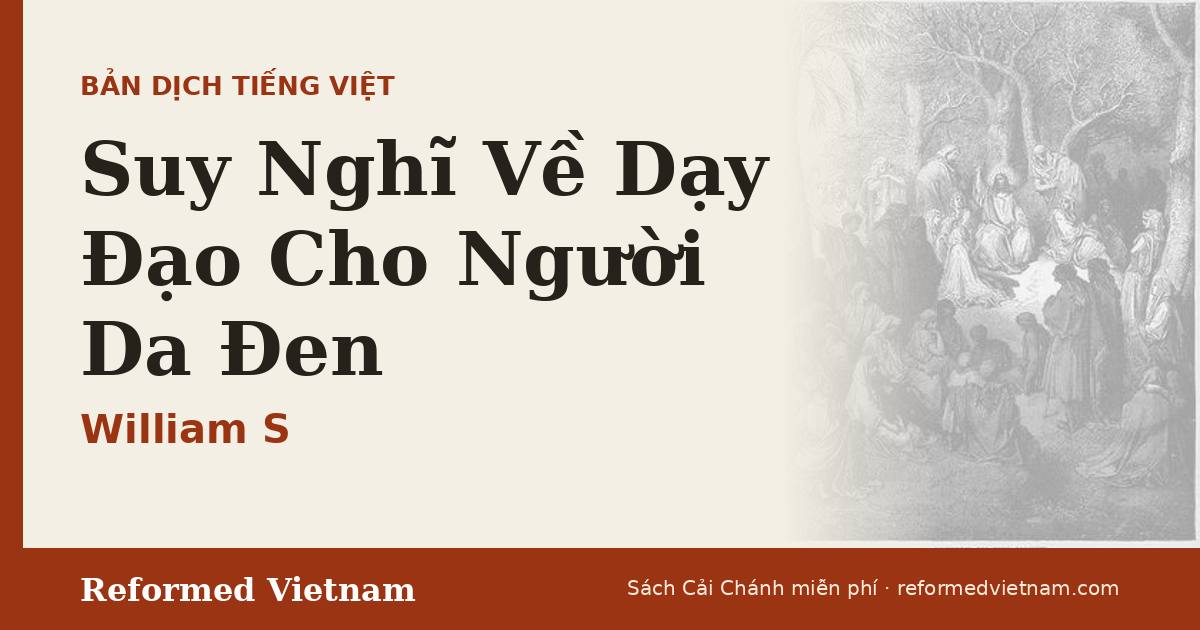 BẢN DỊCH TIẾNG VIỆT
Suy Nghĩ Về Dạy
Đạo Cho Người
Da Đen
William S
Reformed Vietnam
Sách Cải Chánh miễn phí · reformedvietnam.com